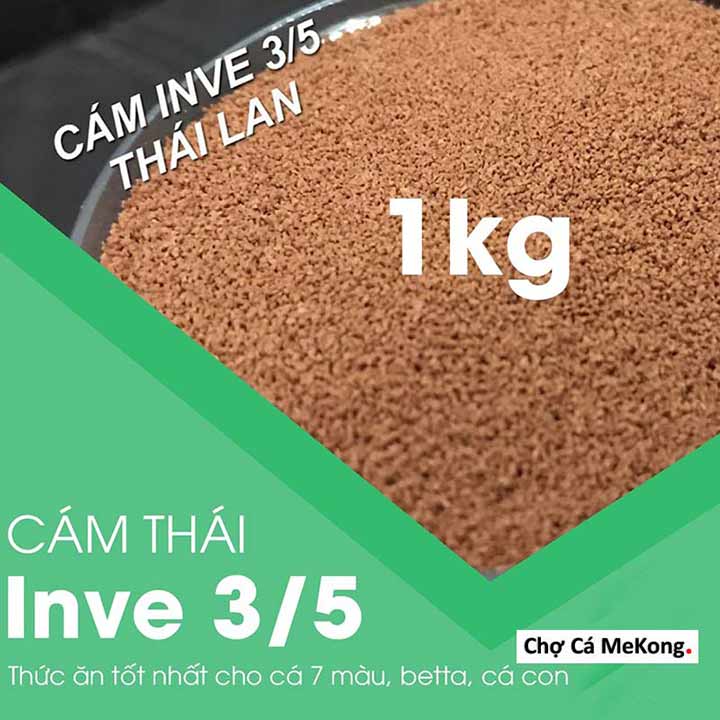 CÁM INVE 3/5
THÁI LAN
1kg
CÁM THÁI
Inve 3/5
Chợ Cá MeKong.
Thức ăn tốt nhất cho cá 7 màu, betta, cá con